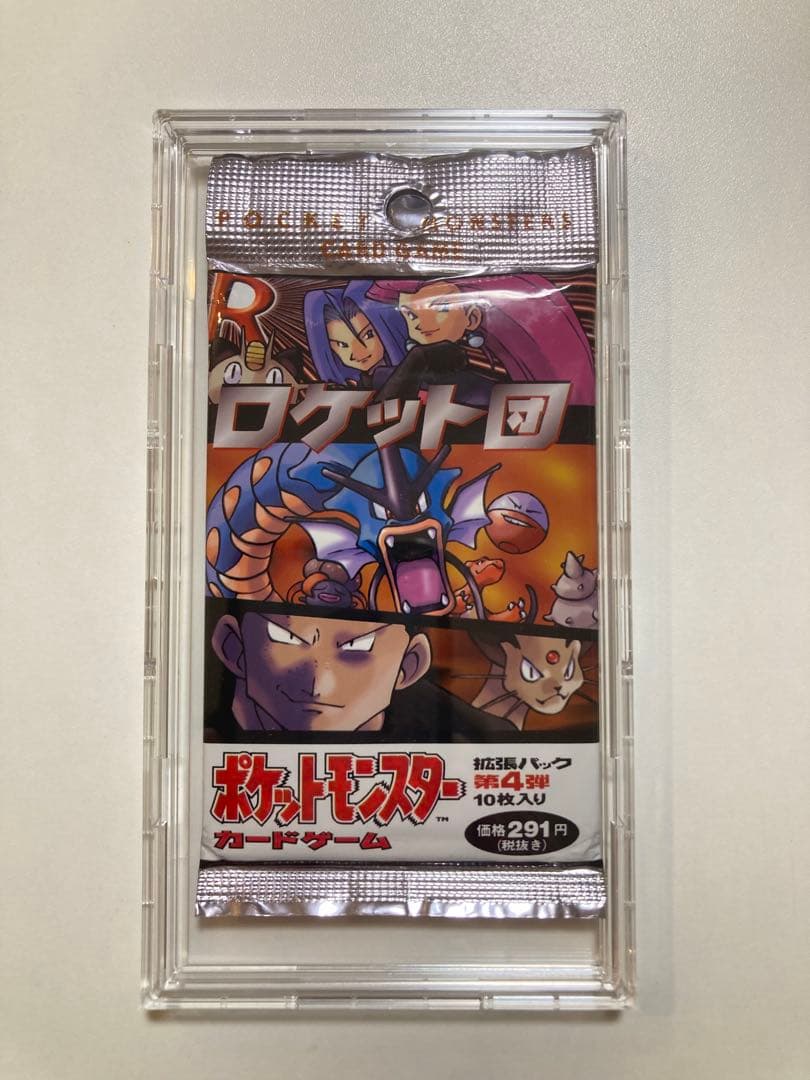 POCKET MONSTERS
CARD GAME
R
ロケット団
ポケットモンスター
TM
カードゲーム
拡張パック
第4弾
10枚入り
価格291円
(税抜き)